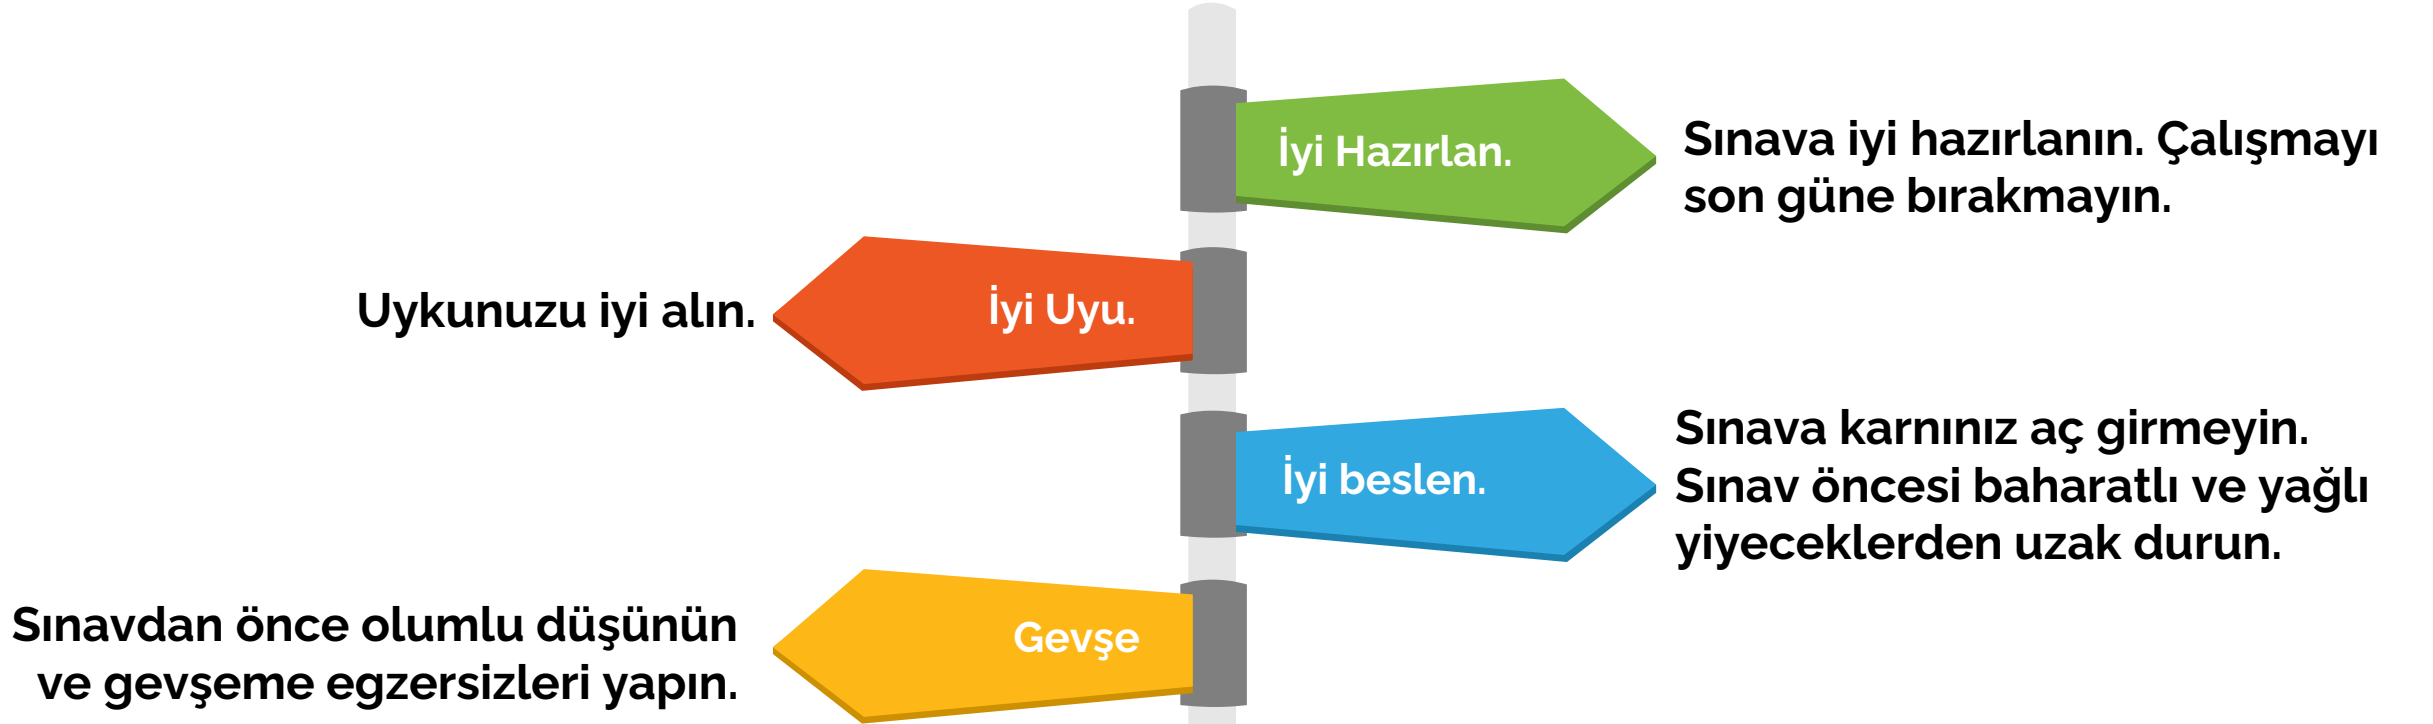 İyi Hazırlan.
Sınava iyi hazırlanın. Çalışmayı
son güne bırakmayın.
Uykunuzu iyi alın.
İyi Uyu.
İyi beslen.
Sınava karnınız aç girmeyin.
Sınav öncesi baharatlı ve yağlı
yiyeceklerden uzak durun.
Sınavdan önce olumlu düşünün
ve gevşeme egzersizleri yapın.
Gevşe